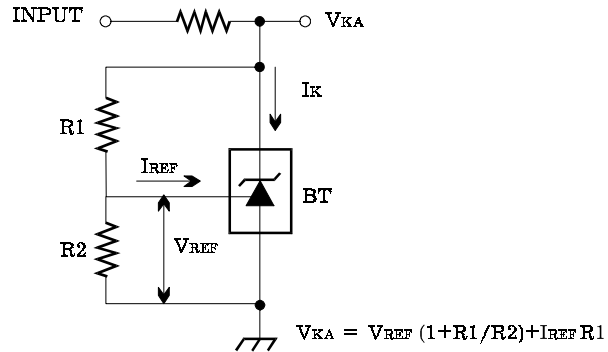 INPUT
VKA
IK
R1
IREF
BT
VREF
R2
VKA = VREF (1+R1/R2)+IREF R1